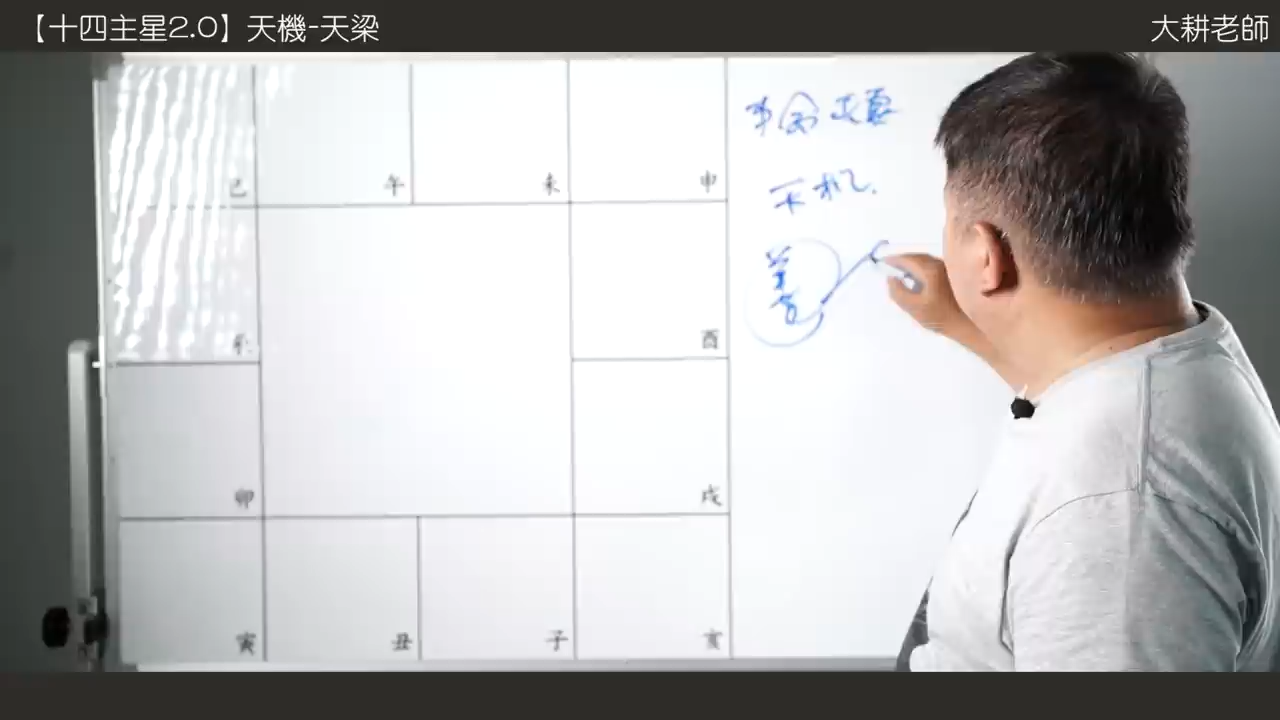 【十四主星2.0】天機-天梁
大耕老師
巳
午
未
申
酉
卯
戌
寅
丑
子
亥
天机
善